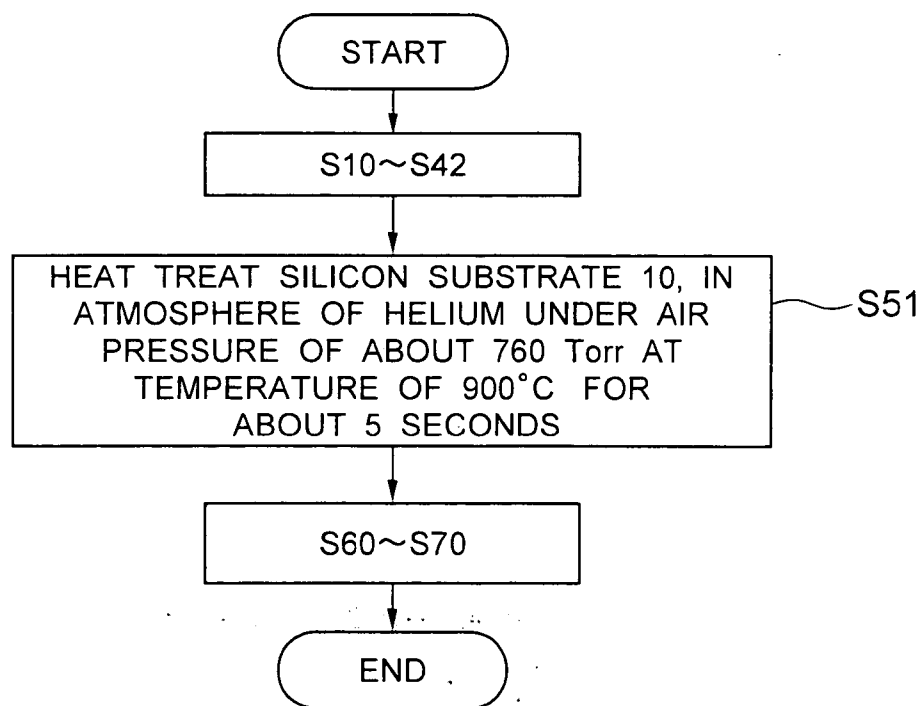 START
S10～S42
HEAT TREAT SILICON SUBSTRATE 10, IN
ATMOSPHERE OF HELIUM UNDER AIR
PRESSURE OF ABOUT 760 Torr AT
TEMPERATURE OF 900°C FOR
ABOUT 5 SECONDS
S51
S60～S70
END